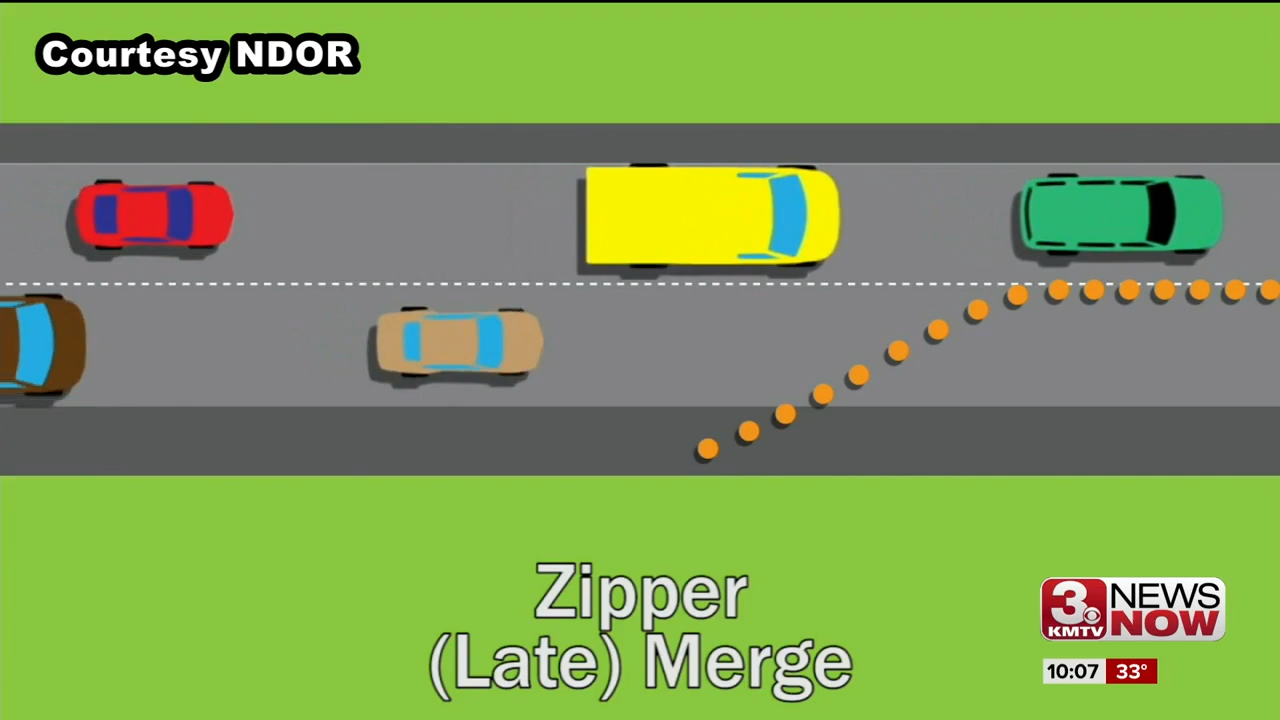 Courtesy NDOR
Zipper
(Late) Merge
3 NEWS
KMTV NOW
10:07 33°